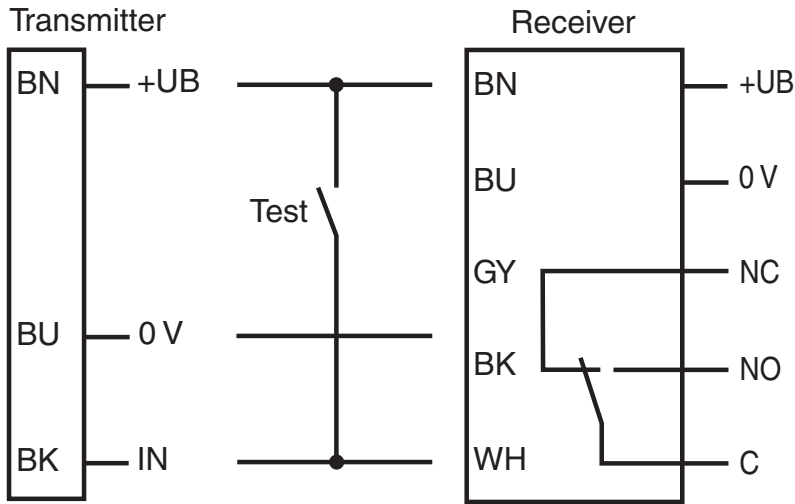 Transmitter
Receiver
BN +UB
BN +UB
BU 0 V
Test
GY NC
BU 0 V
BK NO
BK IN
WH C